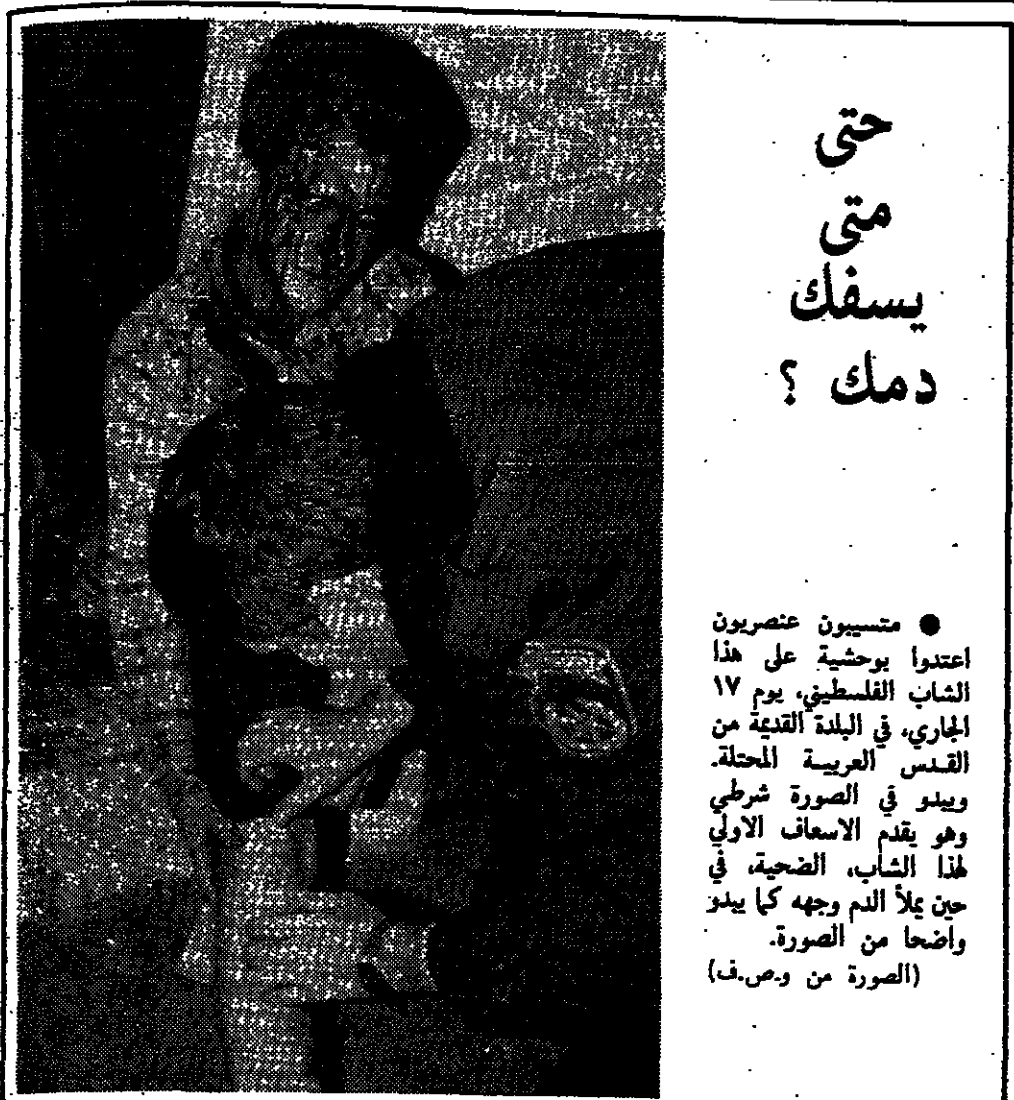 حتى
متى
يسفك
دمك ؟
● متسيبون عنصريون
اعتدوا بوحشية على هذا
الشاب الفلسطيني، يوم ١٧
الجاري، في البلدة القديمة من
القدس العربية المحتلة.
ويبدو في الصورة شرطي
وهو يقدم الاسعاف الاولي
لهذا الشاب، الضحية، في
حين يملأ الدم وجهه كما يبدو
واضحا من الصورة.
(الصورة من و.ص.ف)